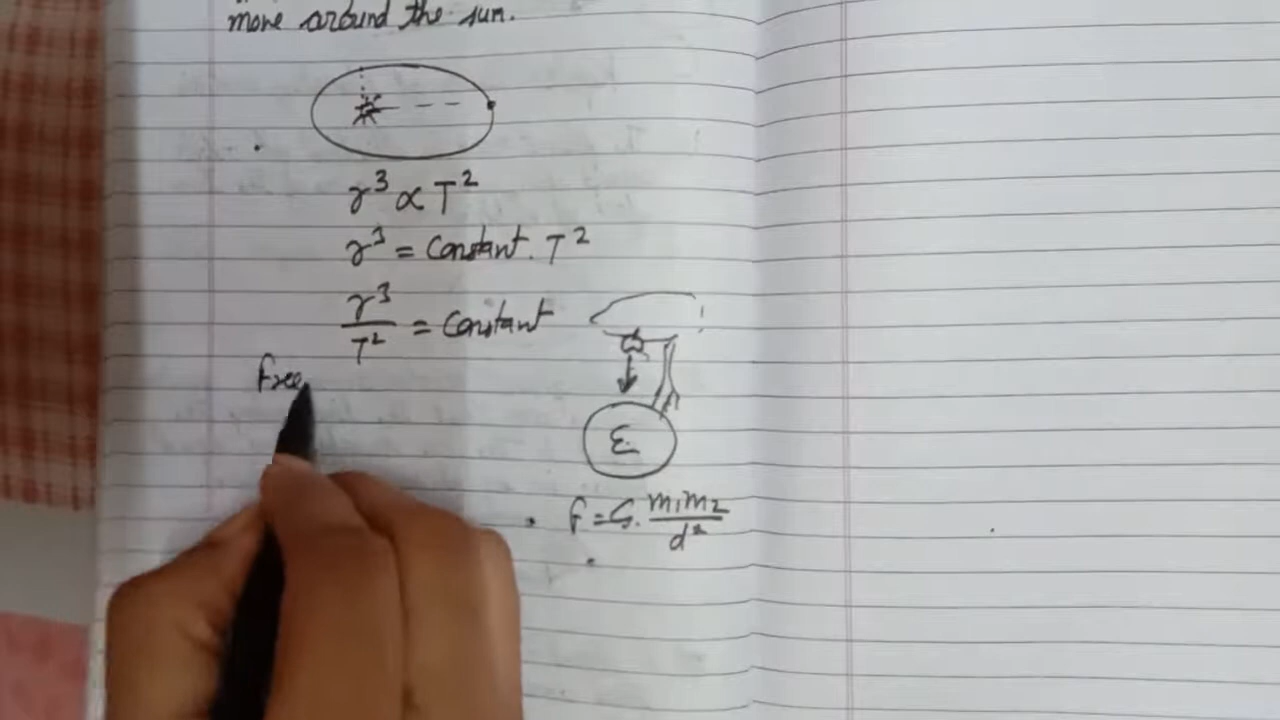 move around the sun.
r³ ∝ T²
r³ = Constant. T²
r³/T² = Constant
Free
E
F = G. m₁m₂/d²